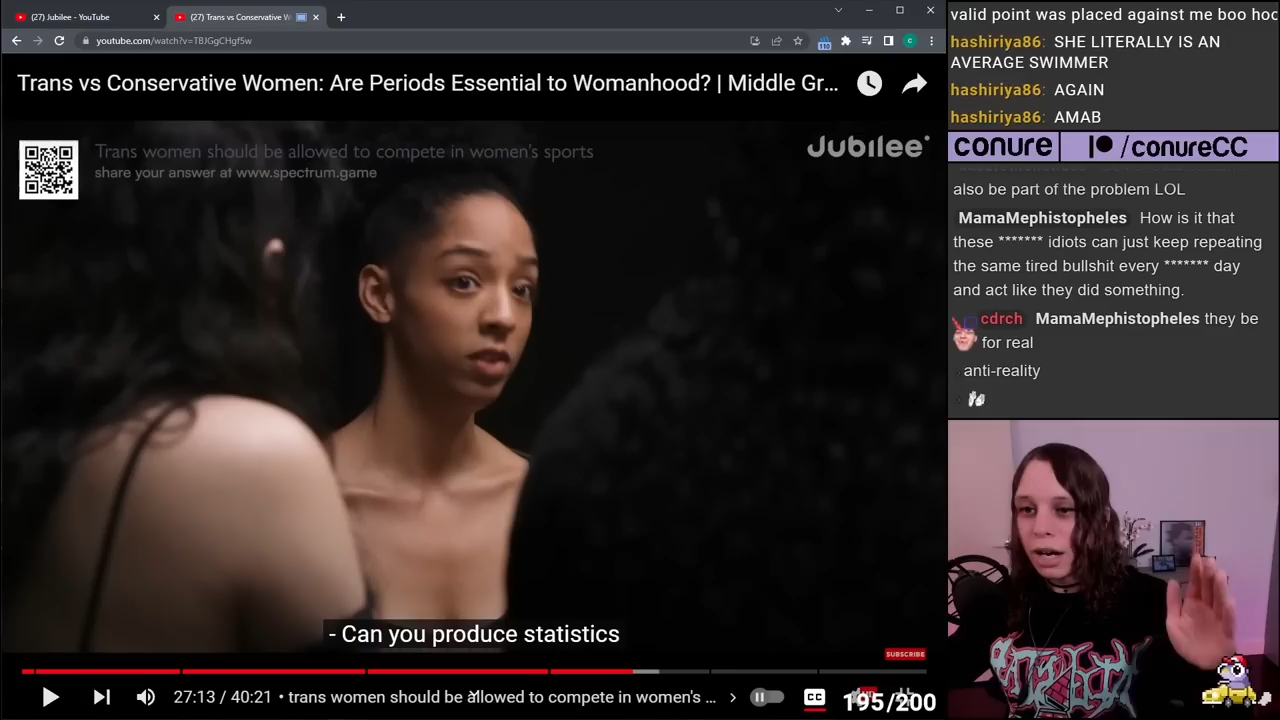 (27) Jubilee - YouTube
(27) Trans vs Conservative W
youtube.com/watch?v=TBJGgCHgf5w
Trans vs Conservative Women: Are Periods Essential to Womanhood? | Middle Gr...
Trans women should be allowed to compete in women's sports
share your answer at www.spectrum.game
Jubilee
- Can you produce statistics
SUBSCRIBE
27:13 / 40:21 • trans women should be allowed to compete in women's ...
CC
195/200
valid point was placed against me boo hoo
hashiriya86: SHE LITERALLY IS AN
AVERAGE SWIMMER
hashiriya86: AGAIN
hashiriya86: AMAB
conure
/conureCC
also be part of the problem LOL
MamaMephistopheles How is it that
these ******* idiots can just keep repeating
the same tired bullshit every ******* day
and act like they did something.
cdrch MamaMephistopheles they be
for real
anti-reality